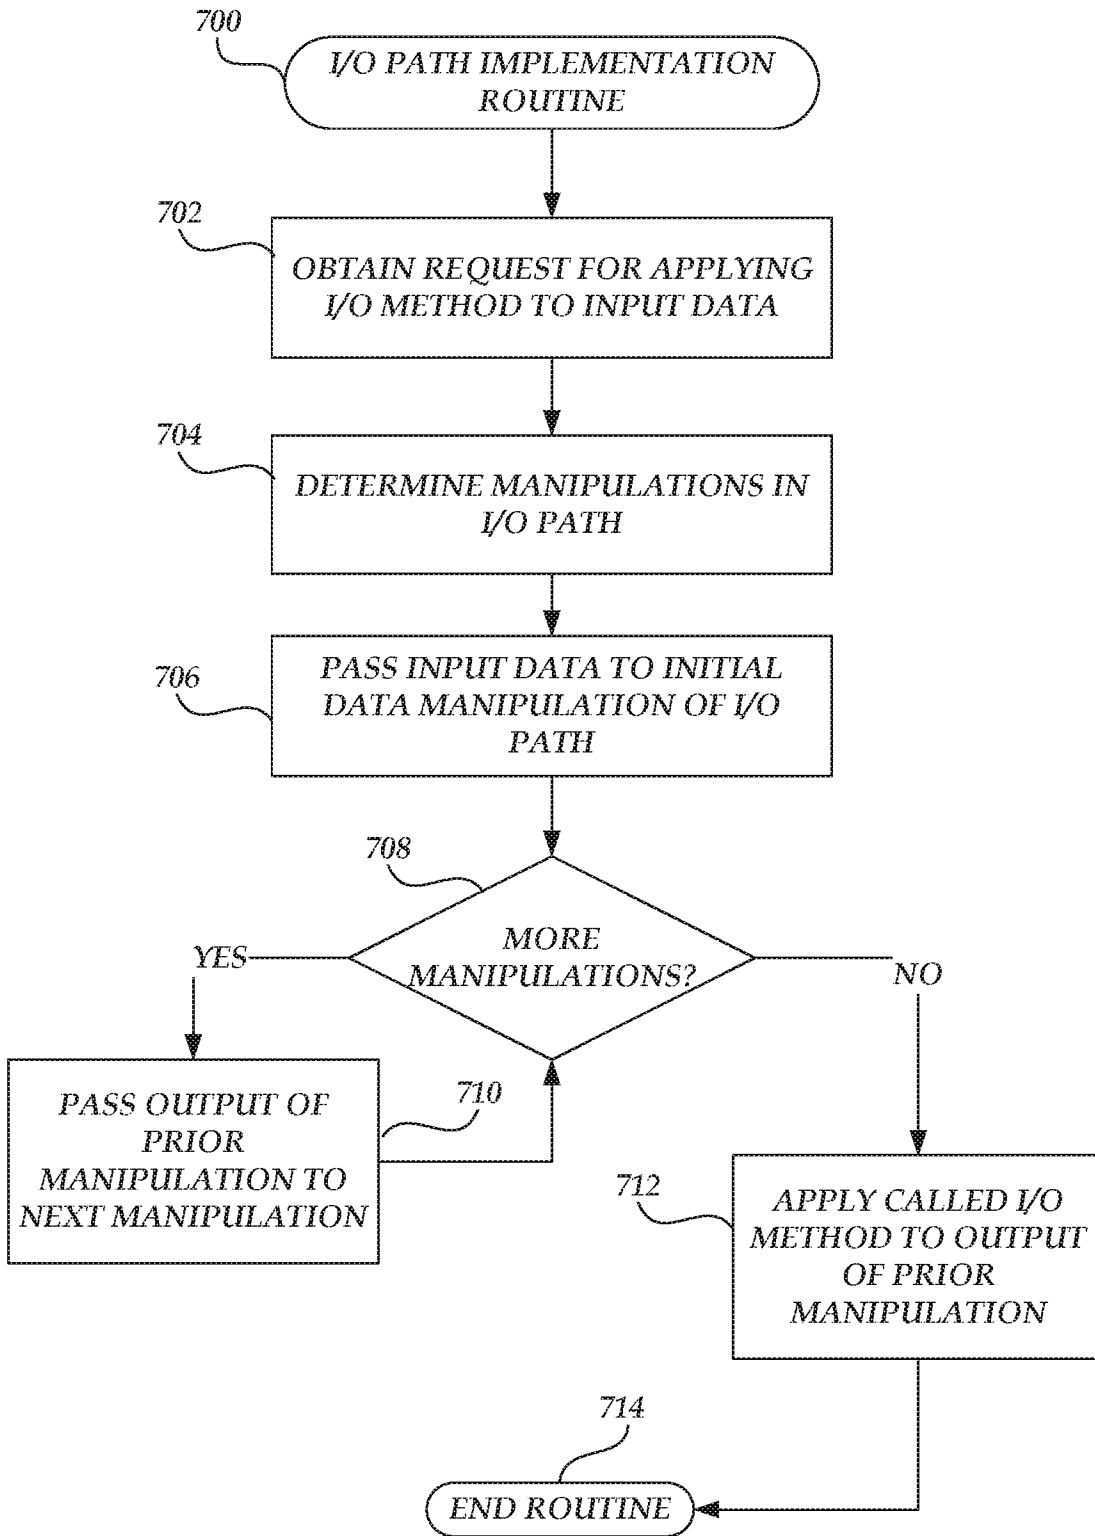 700
I/O PATH IMPLEMENTATION
ROUTINE
702
OBTAIN REQUEST FOR APPLYING
I/O METHOD TO INPUT DATA
704
DETERMINE MANIPULATIONS IN
I/O PATH
706
PASS INPUT DATA TO INITIAL
DATA MANIPULATION OF I/O
PATH
708
MORE
MANIPULATIONS?
YES
NO
PASS OUTPUT OF
PRIOR
MANIPULATION TO
NEXT MANIPULATION
710
712
APPLY CALLED I/O
METHOD TO OUTPUT
OF PRIOR
MANIPULATION
714
END ROUTINE